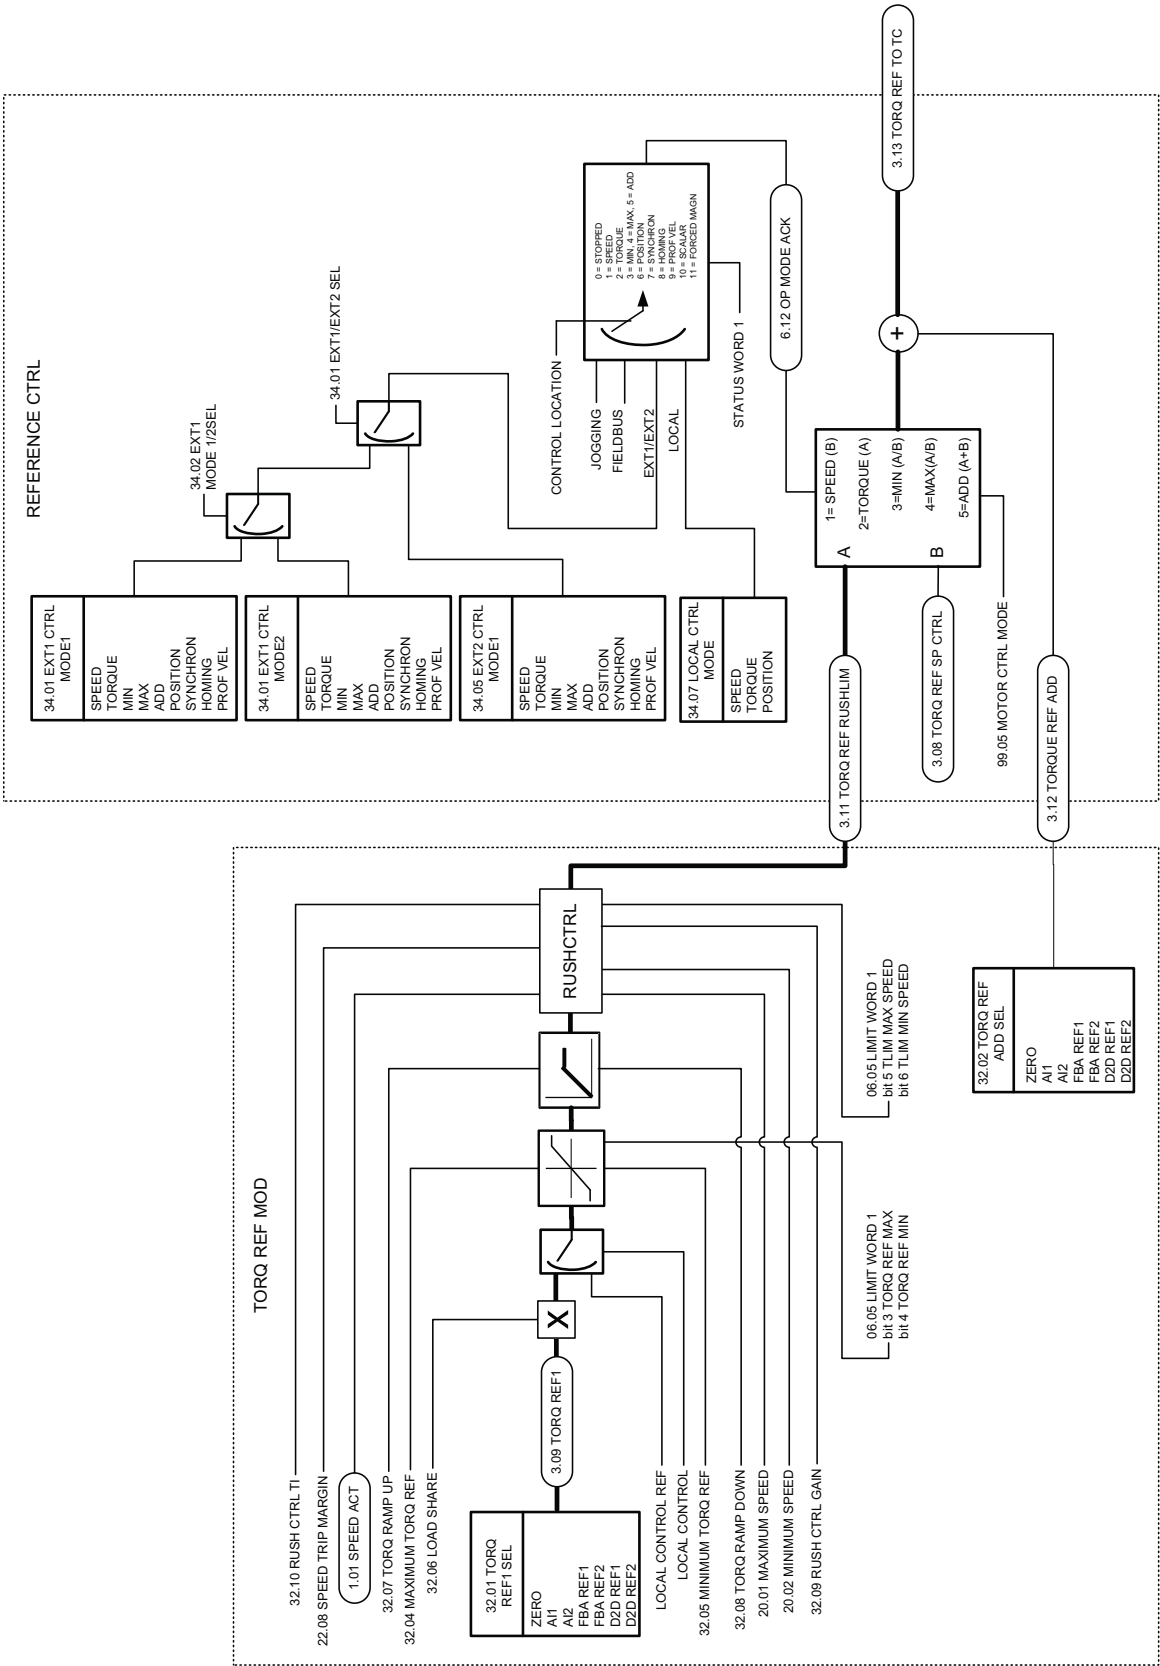 TORQ REF MOD
32.10 RUSH CTRL TI
22.08 SPEED TRIP MARGIN
1.01 SPEED ACT
32.07 TORQ RAMP UP
32.04 MAXIMUM TORQ REF
32.06 LOAD SHARE
32.01 TORQ
REF1 SEL
ZERO
AI1
AI2
FBA REF1
FBA REF2
D2D REF1
D2D REF2
3.09 TORQ REF1
X
RUSHCTRL
LOCAL CONTROL REF
LOCAL CONTROL
32.05 MINIMUM TORQ REF
32.08 TORQ RAMP DOWN
20.01 MAXIMUM SPEED
20.02 MINIMUM SPEED
32.09 RUSH CTRL GAIN
06.05 LIMIT WORD 1
bit 3 TORQ REF MAX
bit 4 TORQ REF MIN
06.05 LIMIT WORD 1
bit 5 TLIM MAX SPEED
bit 6 TLIM MIN SPEED
32.02 TORQ REF
ADD SEL
ZERO
AI1
AI2
FBA REF1
FBA REF2
D2D REF1
D2D REF2
REFERENCE CTRL
34.01 EXT1 CTRL
MODE1
SPEED
TORQUE
MIN
MAX
ADD
POSITION
SYNCHRON
HOMING
PROF VEL
34.01 EXT1 CTRL
MODE2
SPEED
TORQUE
MIN
MAX
ADD
POSITION
SYNCHRON
HOMING
PROF VEL
34.05 EXT2 CTRL
MODE1
SPEED
TORQUE
MIN
MAX
ADD
POSITION
SYNCHRON
HOMING
PROF VEL
34.07 LOCAL CTRL
MODE
SPEED
TORQUE
POSITION
34.02 EXT1
MODE 1/2SEL
34.01 EXT1/EXT2 SEL
CONTROL LOCATION
JOGGING
FIELDBUS
EXT1/EXT2
LOCAL
0 = STOPPED
1 = SPEED
2 = TORQUE
3 = MIN, 4 = MAX, 5 = ADD
6 = POSITION
7 = SYNCHRON
8 = HOMING
9 = PROF VEL
10 = SCALAR
11 = FORCED MAGN
STATUS WORD 1
6.12 OP MODE ACK
3.11 TORQ REF RUSHLIM
3.08 TORQ REF SP CTRL
99.05 MOTOR CTRL MODE
3.12 TORQUE REF ADD
A
B
1= SPEED (B)
2=TORQUE (A)
3=MIN (A/B)
4=MAX(A/B)
5=ADD (A+B)
+
3.13 TORQ REF TO TC